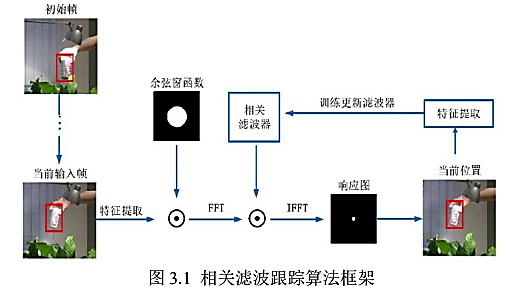 初始帧
余弦窗函数
相关
滤波器
训练更新滤波器
特征提取
当前输入帧
特征提取
FFT
IFFT
响应图
当前位置
图 3.1 相关滤波跟踪算法框架